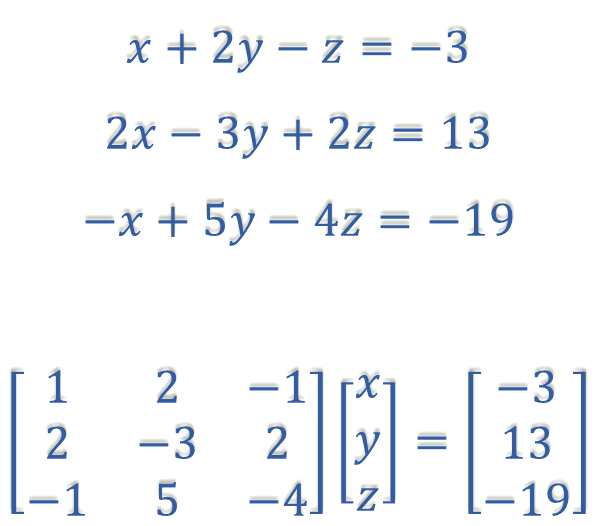 x + 2y − z = −3
2x − 3y + 2z = 13
−x + 5y − 4z = −19
[1 2 −1] [x] = [−3]
[2 −3 2] [y] = [13]
[−1 5 −4] [z] = [−19]